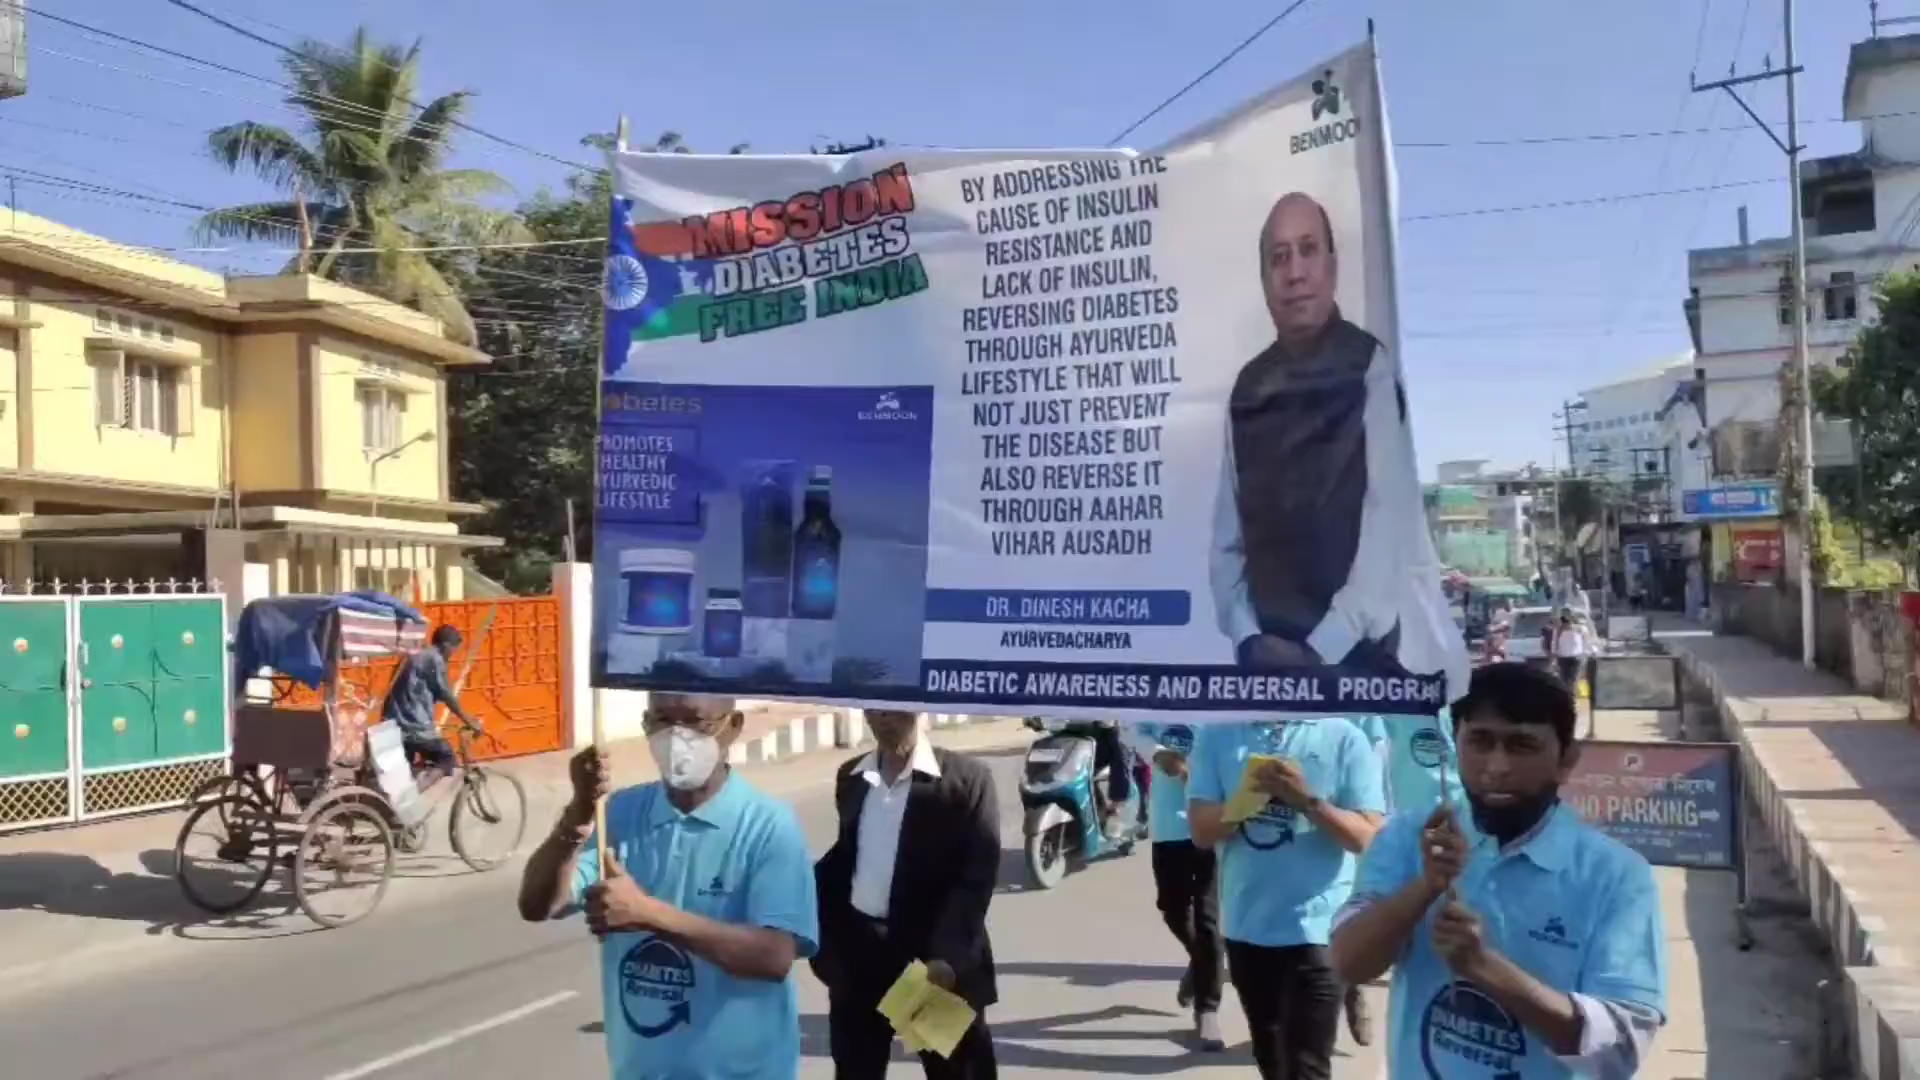 BENMOON
MISSION
DIABETES
FREE INDIA
BY ADDRESSING THE
CAUSE OF INSULIN
RESISTANCE AND
LACK OF INSULIN,
REVERSING DIABETES
THROUGH AYURVEDA
LIFESTYLE THAT WILL
NOT JUST PREVENT
THE DISEASE BUT
ALSO REVERSE IT
THROUGH AAHAR
VIHAR AUSADH
DR. DINESH KACHA
AYURVEDACHARYA
BENMOON
PROMOTES
HEALTHY
AYURVEDIC
LIFESTYLE
DIABETIC AWARENESS AND REVERSAL
DIABETES
Reversal
BENMOON
DIABETES
Reversal
NO PARKING→